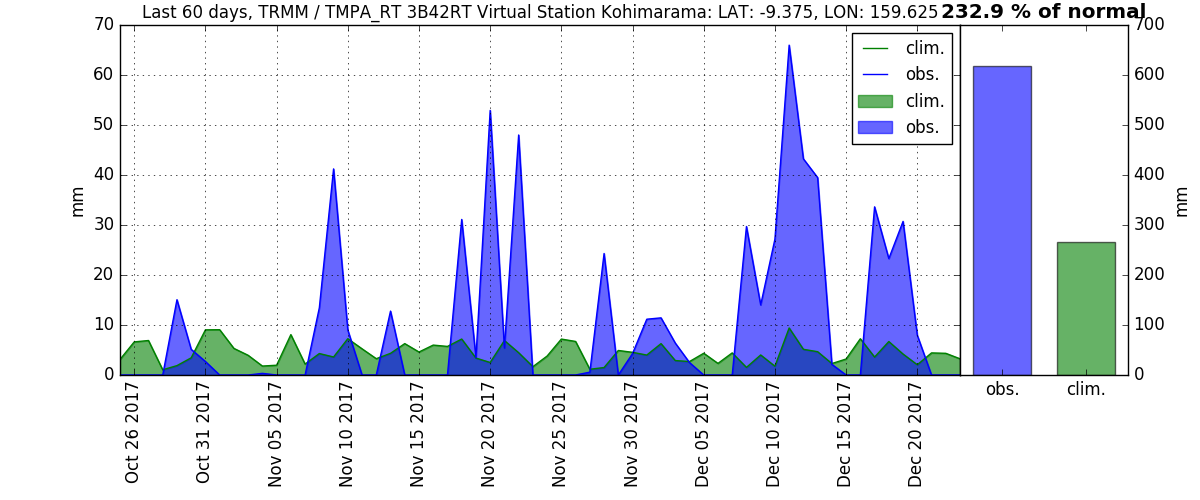 Last 60 days, TRMM / TMPA_RT 3B42RT Virtual Station Kohimarama: LAT: -9.375, LON: 159.625
232.9 % of normal
70
60
50
40
30
20
10
0
mm
clim.
obs.
clim.
obs.
Oct 26 2017
Oct 31 2017
Nov 05 2017
Nov 10 2017
Nov 15 2017
Nov 20 2017
Nov 25 2017
Nov 30 2017
Dec 05 2017
Dec 10 2017
Dec 15 2017
Dec 20 2017
700
600
500
400
300
200
100
0
mm
obs.
clim.